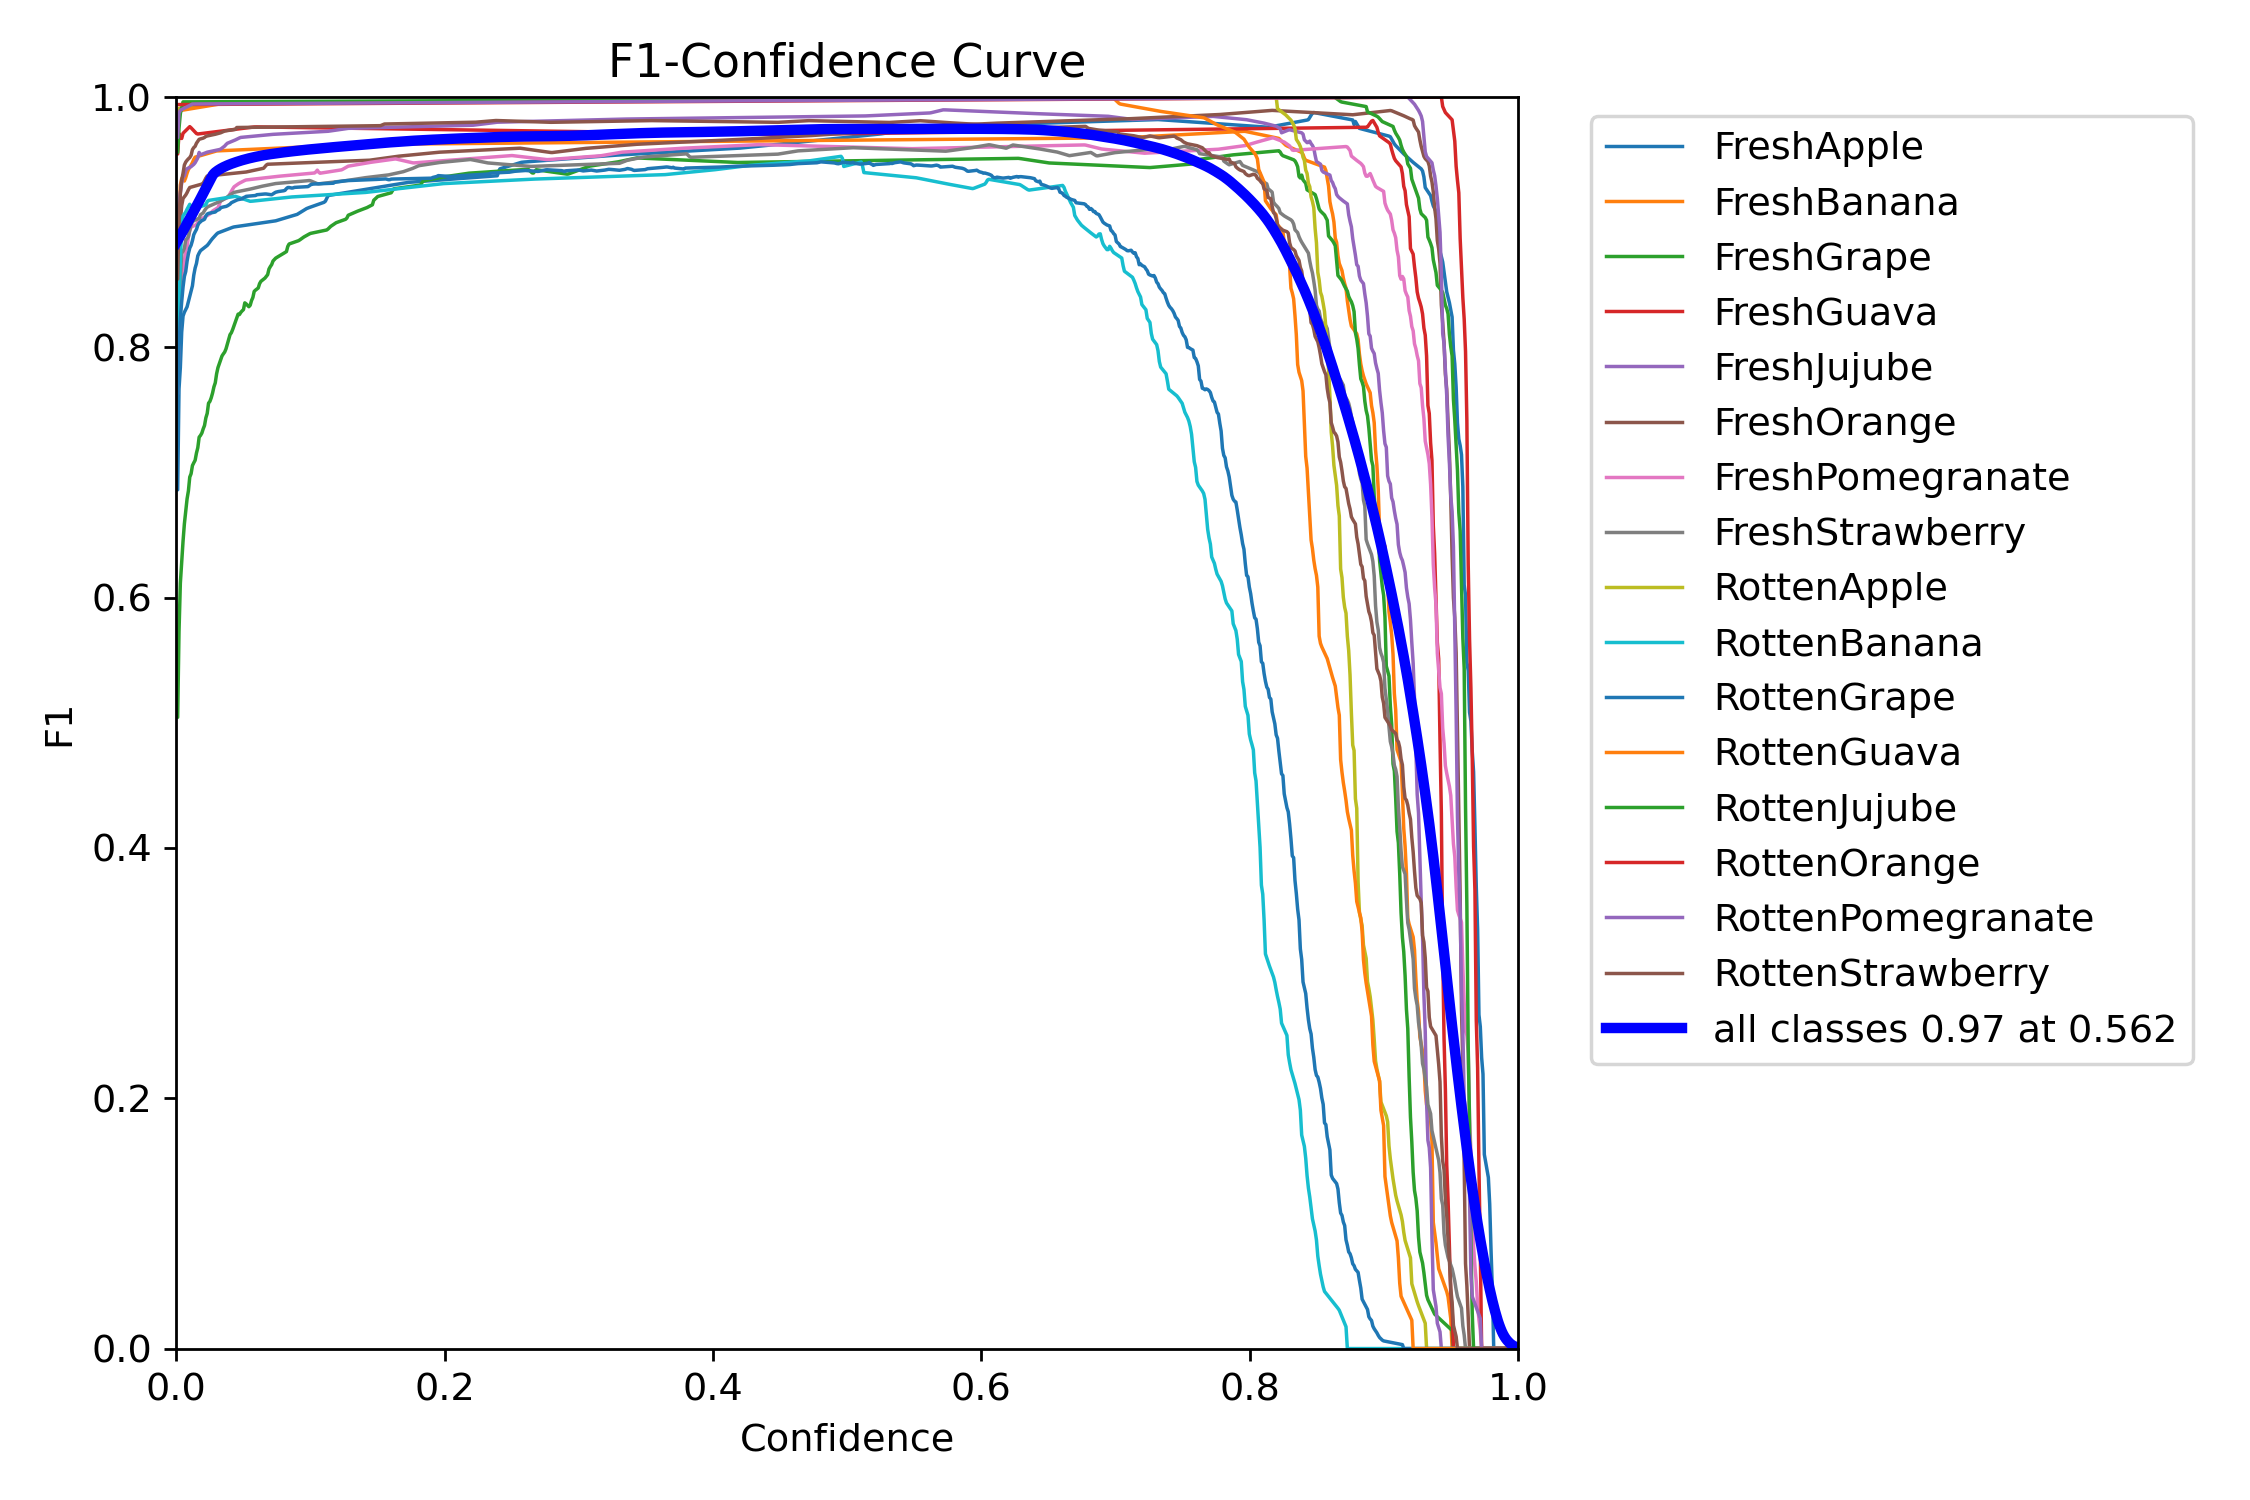 F1-Confidence Curve
1.0
0.8
0.6
0.4
0.2
0.0
F1
0.0 0.2 0.4 0.6 0.8 1.0
Confidence
FreshApple
FreshBanana
FreshGrape
FreshGuava
FreshJujube
FreshOrange
FreshPomegranate
FreshStrawberry
RottenApple
RottenBanana
RottenGrape
RottenGuava
RottenJujube
RottenOrange
RottenPomegranate
RottenStrawberry
all classes 0.97 at 0.562